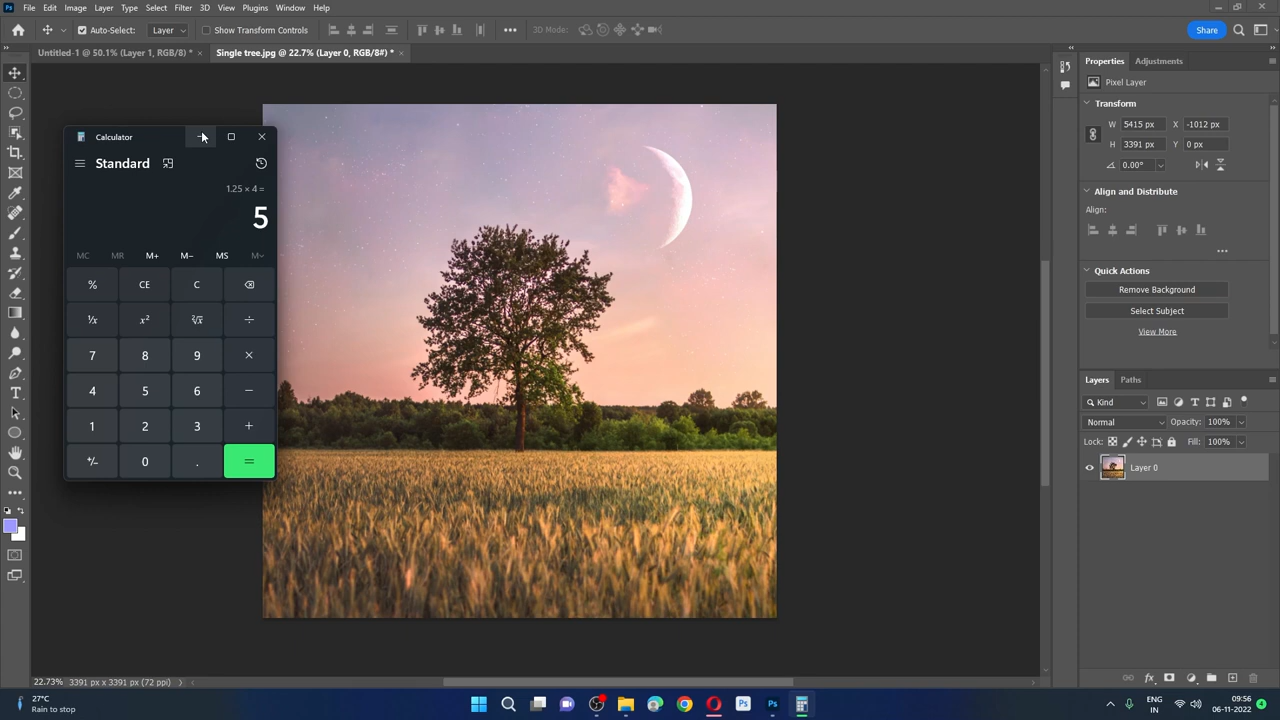 Ps File Edit Image Layer Type Select Filter 3D View Plugins Window Help
Auto-Select: Layer Show Transform Controls 3D Mode: Share
Untitled-1 @ 50.1% (Layer 1, RGB/8) * × Single tree.jpg @ 22.7% (Layer 0, RGB/8#) * ×
Properties Adjustments
Pixel Layer
Transform
W 5415 px X -1012 px
H 3391 px Y 0 px
0.00°
Align and Distribute
Align:
Quick Actions
Remove Background
Select Subject
View More
Calculator
Standard
1.25 × 4 =
5
MC MR M+ M− MS M˅
% CE C
¹/x x² ²√x ÷
7 8 9 ×
4 5 6 −
1 2 3 +
+/− 0 . =
Layers Paths
Kind
Normal Opacity: 100%
Lock: Fill: 100%
Layer 0
22.73% 3391 px x 3391 px (72 ppi)
27°C
Rain to stop
Ps Ps
ENG
IN
09:56
06-11-2022